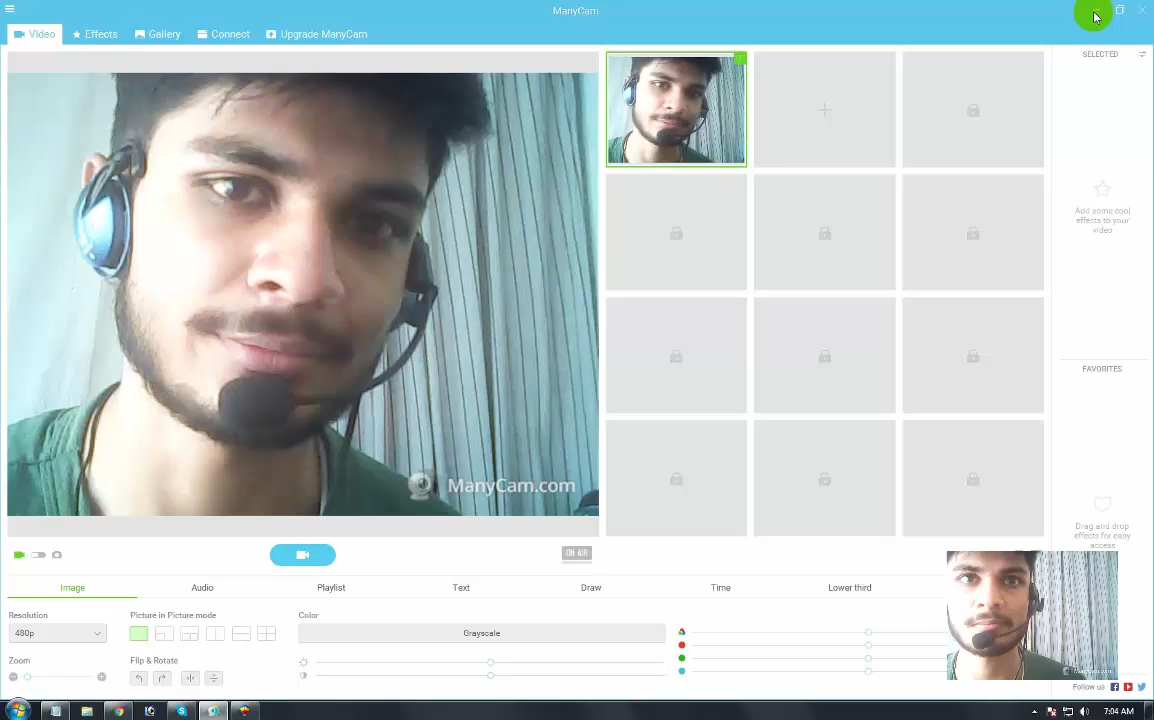 ManyCam
Video
Effects
Gallery
Connect
Upgrade ManyCam
SELECTED
Add some cool
effects to your
video
FAVORITES
Drag and drop
effects for easy
access
ManyCam.com
ON AIR
Image
Audio
Playlist
Text
Draw
Time
Lower third
Resolution
480p
Picture in Picture mode
Color
Grayscale
Zoom
Flip & Rotate
Follow us
7:04 AM